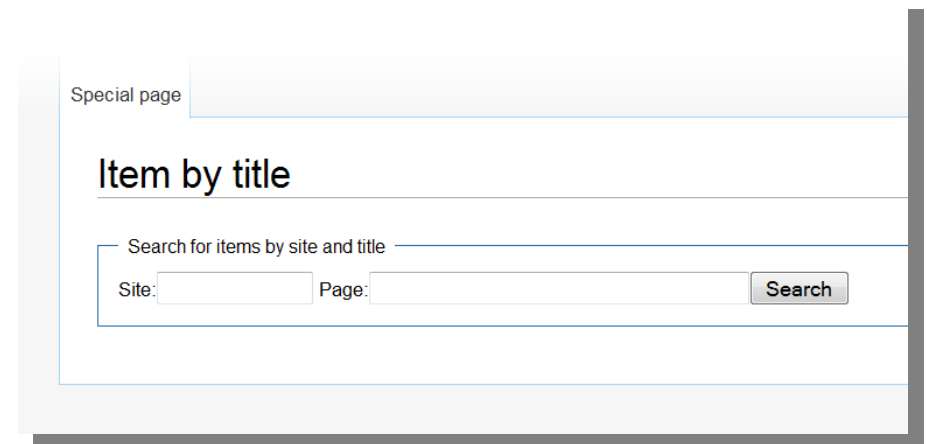 Special page
Item by title
Search for items by site and title
Site: Page: Search